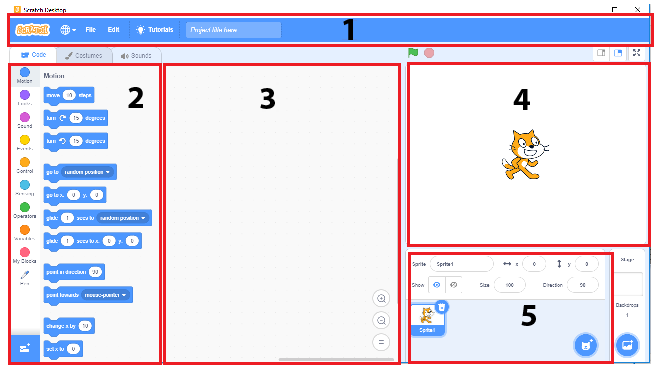 Scratch Desktop
SCRATCH File Edit Tutorials Project title here
1
Code Costumes Sounds
Motion
Looks
Sound
Events
Control
Sensing
Operators
Variables
My Blocks
Pen
Motion
move 10 steps
turn 15 degrees
turn 15 degrees
go to random position
go to x: 0 y: 0
glide 1 secs to random position
glide 1 secs to x: 0 y: 0
point in direction 90
point towards mouse-pointer
change x by 10
set x to 0
2
3
4
Sprite Sprite1 x 0 y 0
Show Size 100 Direction 90
Sprite1
5
Stage
Backdrops
1